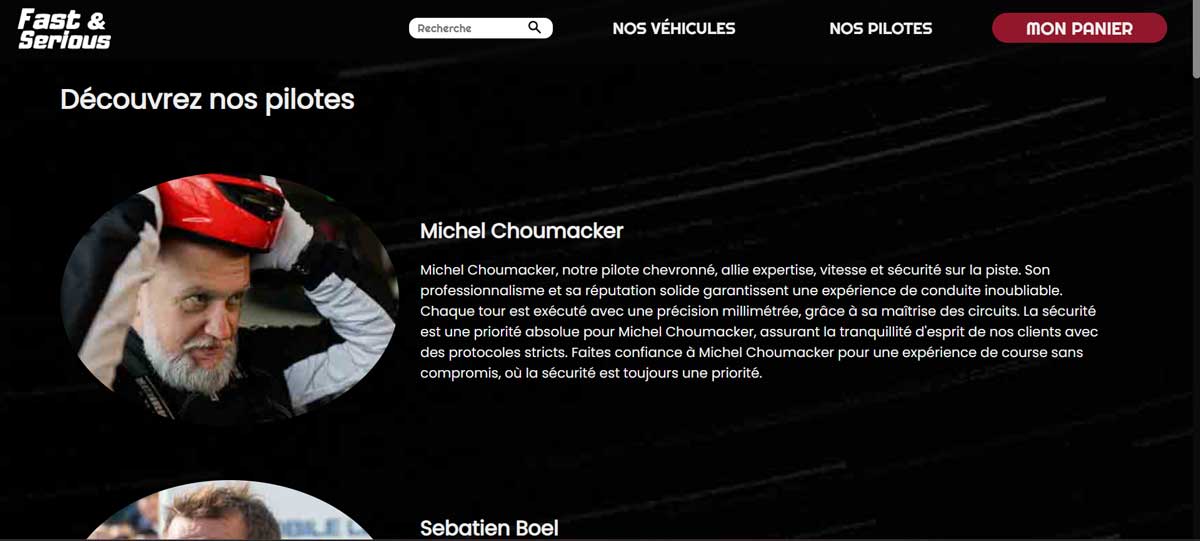 Fast &
Serious
Recherche
NOS VÉHICULES
NOS PILOTES
MON PANIER
Découvrez nos pilotes
Michel Choumacker
Michel Choumacker, notre pilote chevronné, allie expertise, vitesse et sécurité sur la piste. Son
professionnalisme et sa réputation solide garantissent une expérience de conduite inoubliable.
Chaque tour est exécuté avec une précision millimétrée, grâce à sa maîtrise des circuits. La sécurité
est une priorité absolue pour Michel Choumacker, assurant la tranquillité d'esprit de nos clients avec
des protocoles stricts. Faites confiance à Michel Choumacker pour une expérience de course sans
compromis, où la sécurité est toujours une priorité.
Sebatien Boel